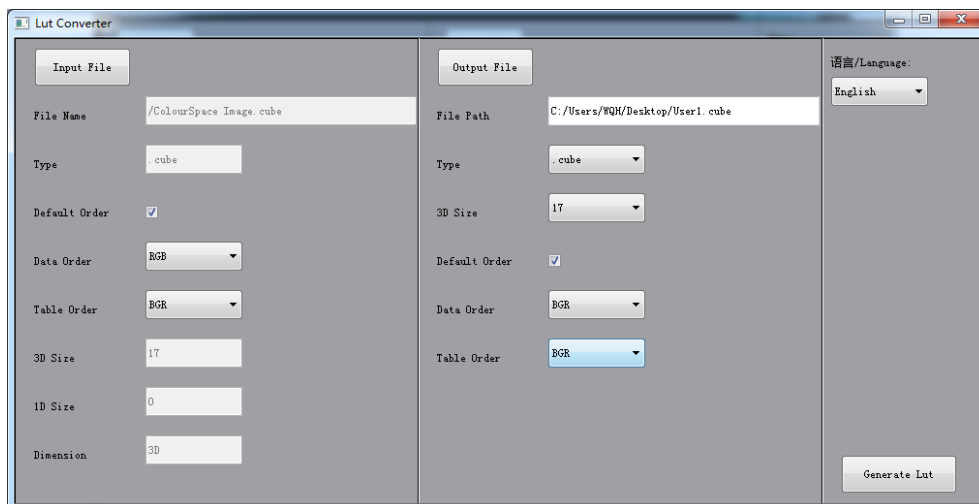 Lut Converter
Input File
File Name
/ColourSpace Image.cube
Type
.cube
Default Order
Data Order
RGB
Table Order
BGR
3D Size
17
1D Size
0
Dimension
3D
Output File
File Path
C:/Users/WQH/Desktop/User1.cube
Type
.cube
3D Size
17
Default Order
Data Order
BGR
Table Order
BGR
语言/Language:
English
Generate Lut